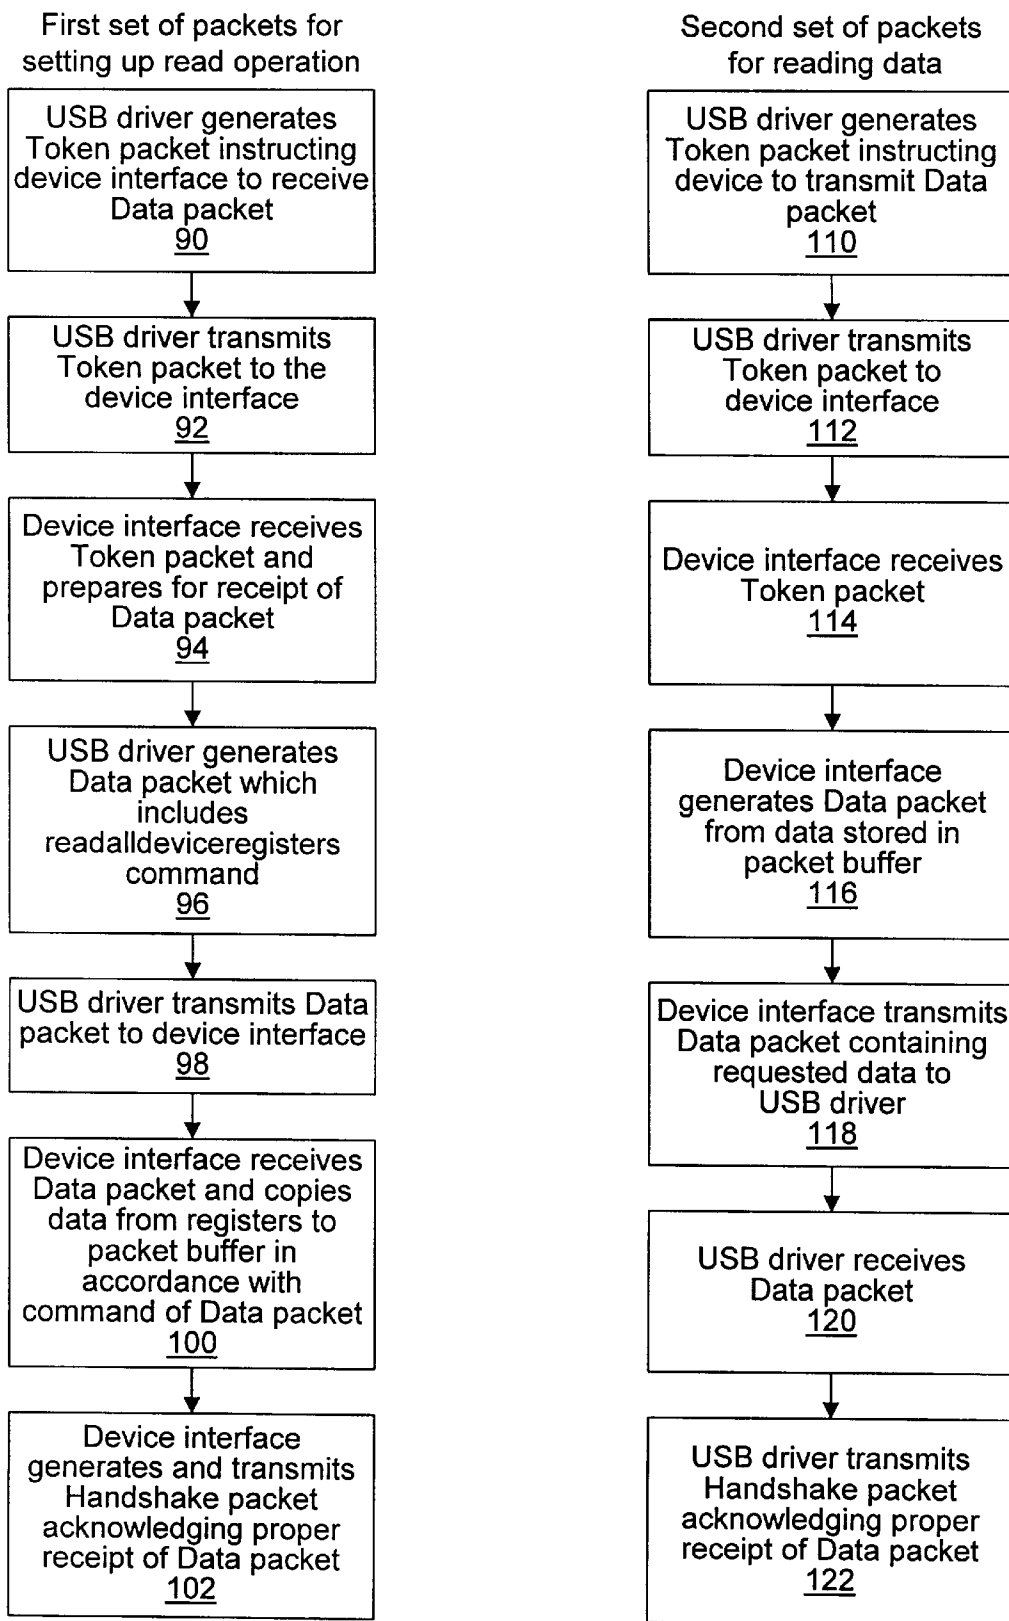 First set of packets for
setting up read operation
USB driver generates
Token packet instructing
device interface to receive
Data packet
90
USB driver transmits
Token packet to the
device interface
92
Device interface receives
Token packet and
prepares for receipt of
Data packet
94
USB driver generates
Data packet which
includes
readalldeviceregisters
command
96
USB driver transmits Data
packet to device interface
98
Device interface receives
Data packet and copies
data from registers to
packet buffer in
accordance with
command of Data packet
100
Device interface
generates and transmits
Handshake packet
acknowledging proper
receipt of Data packet
102
Second set of packets
for reading data
USB driver generates
Token packet instructing
device to transmit Data
packet
110
USB driver transmits
Token packet to
device interface
112
Device interface receives
Token packet
114
Device interface
generates Data packet
from data stored in
packet buffer
116
Device interface transmits
Data packet containing
requested data to
USB driver
118
USB driver receives
Data packet
120
USB driver transmits
Handshake packet
acknowledging proper
receipt of Data packet
122